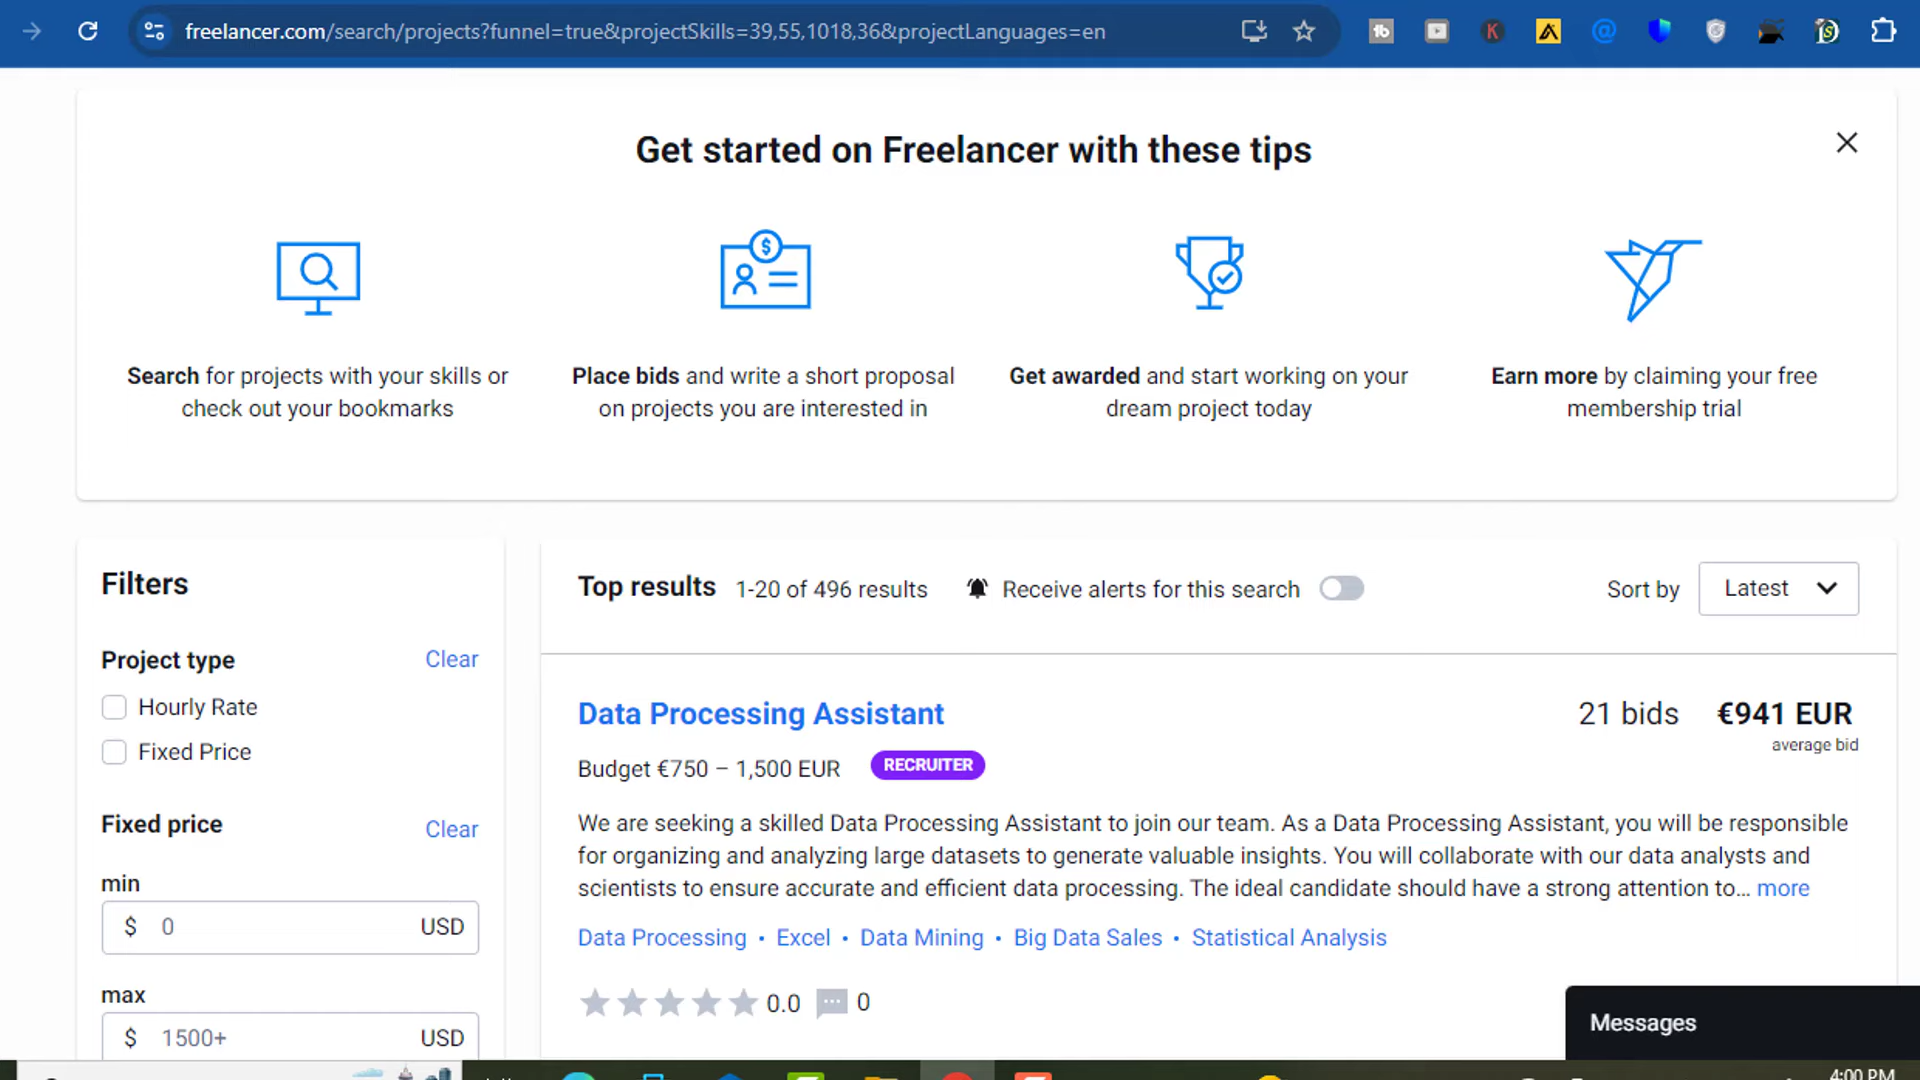 freelancer.com/search/projects?funnel=true&projectSkills=39,55,1018,36&projectLanguages=en
Get started on Freelancer with these tips
Search for projects with your skills or
check out your bookmarks
Place bids and write a short proposal
on projects you are interested in
Get awarded and start working on your
dream project today
Earn more by claiming your free
membership trial
Filters
Project type Clear
Hourly Rate
Fixed Price
Fixed price Clear
min
$ 0 USD
max
$ 1500+ USD
Top results 1-20 of 496 results Receive alerts for this search Sort by Latest
Data Processing Assistant 21 bids €941 EUR
average bid
Budget €750 – 1,500 EUR RECRUITER
We are seeking a skilled Data Processing Assistant to join our team. As a Data Processing Assistant, you will be responsible
for organizing and analyzing large datasets to generate valuable insights. You will collaborate with our data analysts and
scientists to ensure accurate and efficient data processing. The ideal candidate should have a strong attention to... more
Data Processing • Excel • Data Mining • Big Data Sales • Statistical Analysis
0.0 0
Messages
4:00 PM